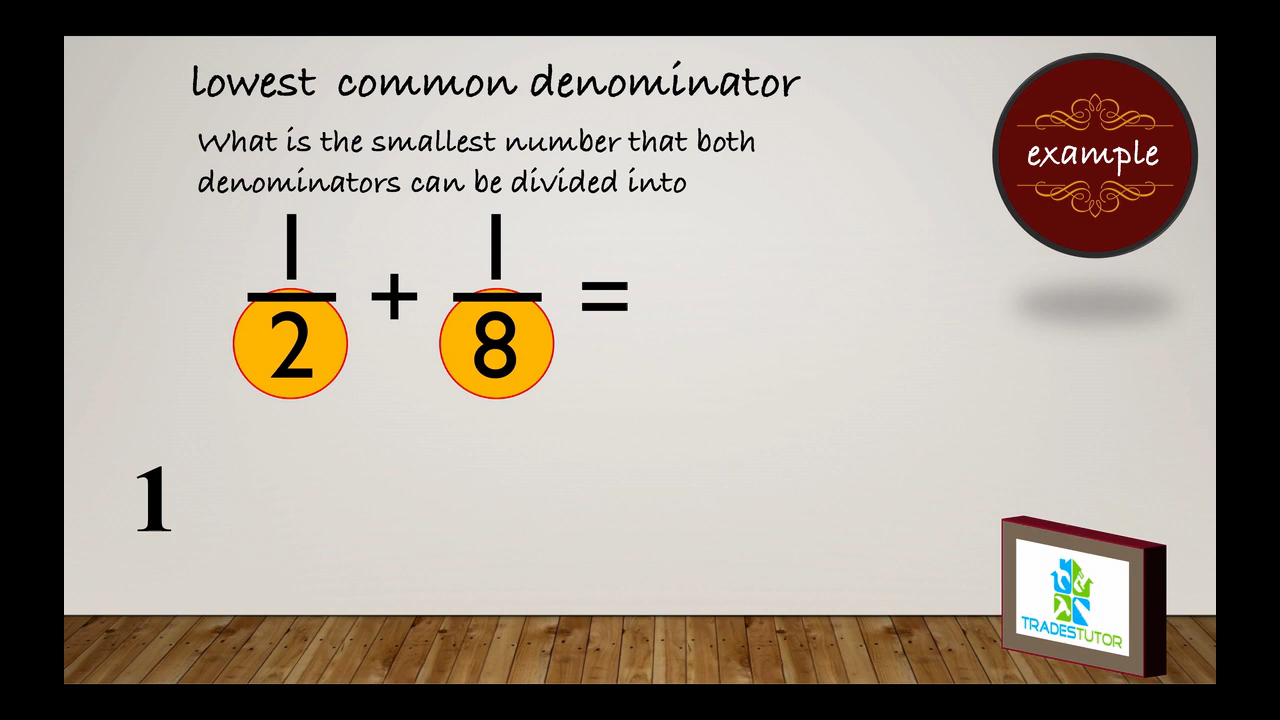 lowest common denominator
What is the smallest number that both
denominators can be divided into
example
1 1
+ =
2 8
1
TRADESTUTOR